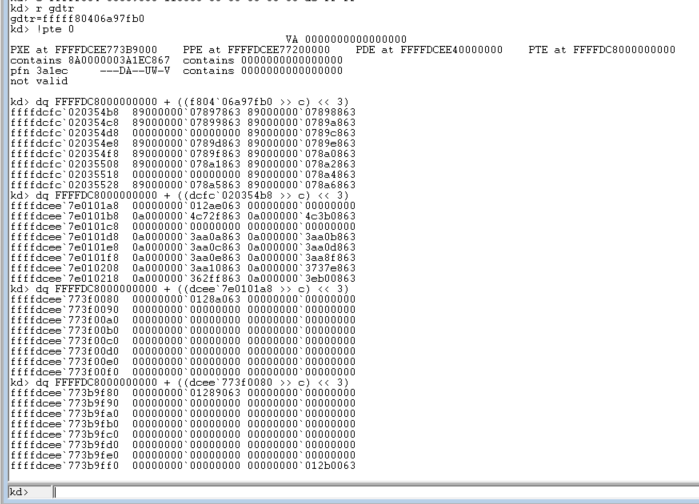 kd> r gdtr
gdtr=fffff80406a97fb0
kd> !pte 0
VA 0000000000000000
PXE at FFFFDCEE773B9000 PPE at FFFFDCEE77200000 PDE at FFFFDCEE40000000 PTE at FFFFDC8000000000
contains 8A0000003A1EC867 contains 0000000000000000
pfn 3a1ec ---DA--UW-V contains 0000000000000000
not valid
kd> dq FFFFDC8000000000 + ((f804`06a97fb0 >> c) << 3)
ffffdcfc`020354b8 89000000`07897863 89000000`07898863
ffffdcfc`020354c8 89000000`07899863 89000000`0789a863
ffffdcfc`020354d8 00000000`00000000 89000000`0789c863
ffffdcfc`020354e8 89000000`0789d863 89000000`0789e863
ffffdcfc`020354f8 89000000`0789f863 89000000`078a0863
ffffdcfc`02035508 89000000`078a1863 89000000`078a2863
ffffdcfc`02035518 00000000`00000000 89000000`078a4863
ffffdcfc`02035528 89000000`078a5863 89000000`078a6863
kd> dq FFFFDC8000000000 + ((dcfc`020354b8 >> c) << 3)
ffffdcee`7e0101a8 00000000`012ae063 00000000`00000000
ffffdcee`7e0101b8 0a000000`4c72f863 0a000000`4c3b0863
ffffdcee`7e0101c8 00000000`00000000 00000000`00000000
ffffdcee`7e0101d8 0a000000`3aa0a863 0a000000`3aa0b863
ffffdcee`7e0101e8 0a000000`3aa0c863 0a000000`3aa0d863
ffffdcee`7e0101f8 0a000000`3aa0e863 0a000000`3aa8f863
ffffdcee`7e010208 0a000000`3aa10863 0a000000`3737e863
ffffdcee`7e010218 0a000000`362ff863 0a000000`3eb00863
kd> dq FFFFDC8000000000 + ((dcee`7e0101a8 >> c) << 3)
ffffdcee`773f0080 00000000`0128a063 00000000`00000000
ffffdcee`773f0090 00000000`00000000 00000000`00000000
ffffdcee`773f00a0 00000000`00000000 00000000`00000000
ffffdcee`773f00b0 00000000`00000000 00000000`00000000
ffffdcee`773f00c0 00000000`00000000 00000000`00000000
ffffdcee`773f00d0 00000000`00000000 00000000`00000000
ffffdcee`773f00e0 00000000`00000000 00000000`00000000
ffffdcee`773f00f0 00000000`00000000 00000000`00000000
kd> dq FFFFDC8000000000 + ((dcee`773f0080 >> c) << 3)
ffffdcee`773b9f80 00000000`01289063 00000000`00000000
ffffdcee`773b9f90 00000000`00000000 00000000`00000000
ffffdcee`773b9fa0 00000000`00000000 00000000`00000000
ffffdcee`773b9fb0 00000000`00000000 00000000`00000000
ffffdcee`773b9fc0 00000000`00000000 00000000`00000000
ffffdcee`773b9fd0 00000000`00000000 00000000`00000000
ffffdcee`773b9fe0 00000000`00000000 00000000`00000000
ffffdcee`773b9ff0 00000000`00000000 00000000`012b0063
kd>